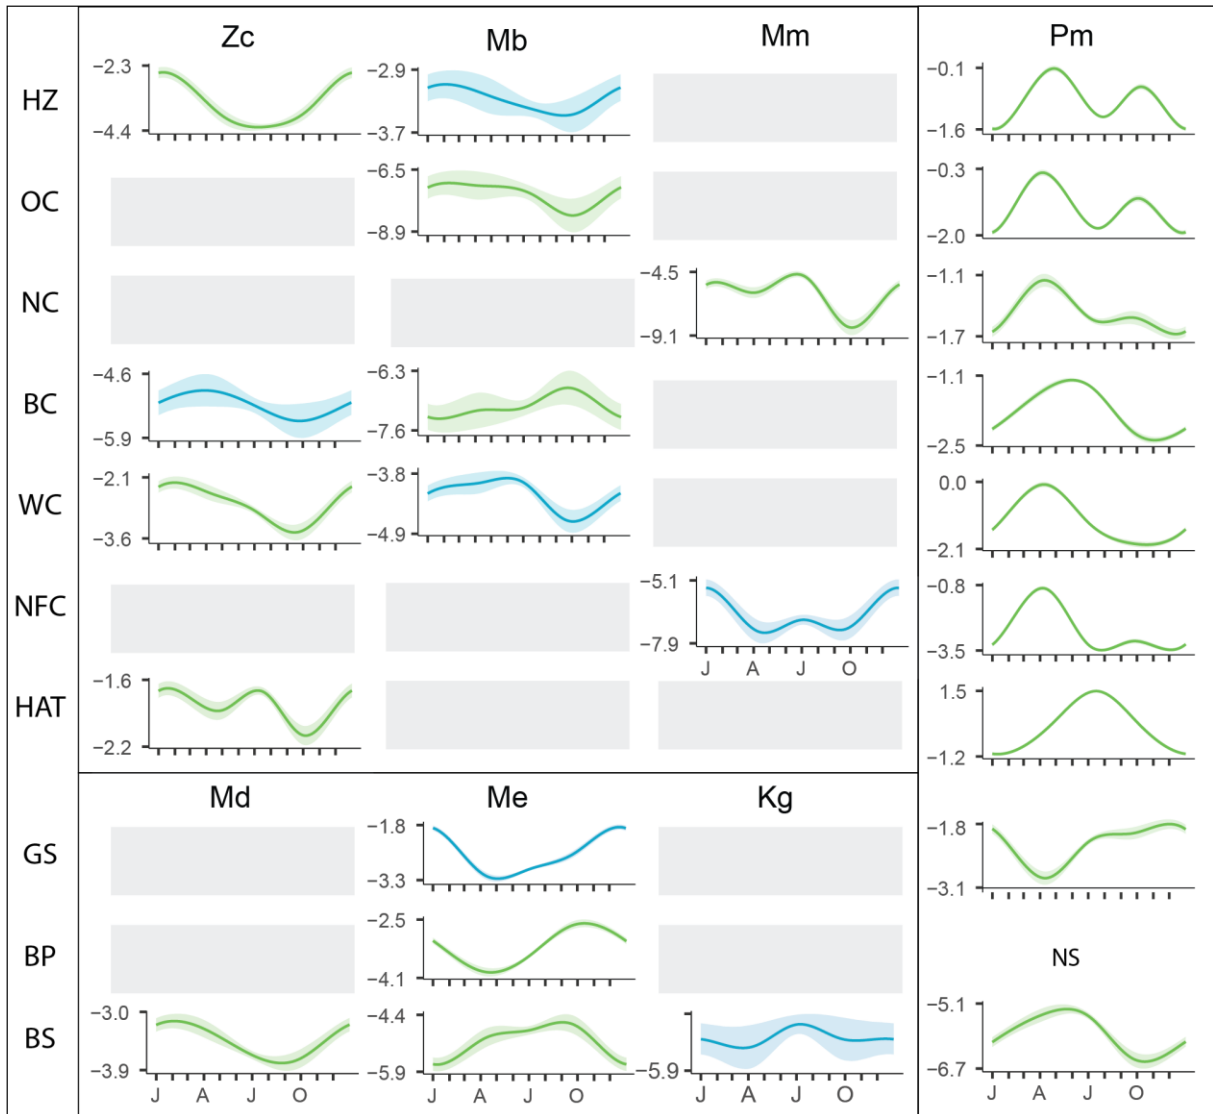 Zc Mb Mm Pm
HZ −2.3 −4.4 −2.9 −3.7 −0.1 −1.6
OC −6.5 −8.9 −0.3 −2.0
NC −4.5 −9.1 −1.1 −1.7
BC −4.6 −5.9 −6.3 −7.6 −1.1 −2.5
WC −2.1 −3.6 −3.8 −4.9 0.0 −2.1
NFC −5.1 −7.9 −0.8 −3.5
J A J O
HAT −1.6 −2.2 1.5 −1.2
Md Me Kg
GS −1.8 −3.3 −1.8 −3.1
BP −2.5 −4.1 NS
BS −3.0 −3.9 −4.4 −5.9 −5.9 −5.1 −6.7
J A J O J A J O J A J O J A J O